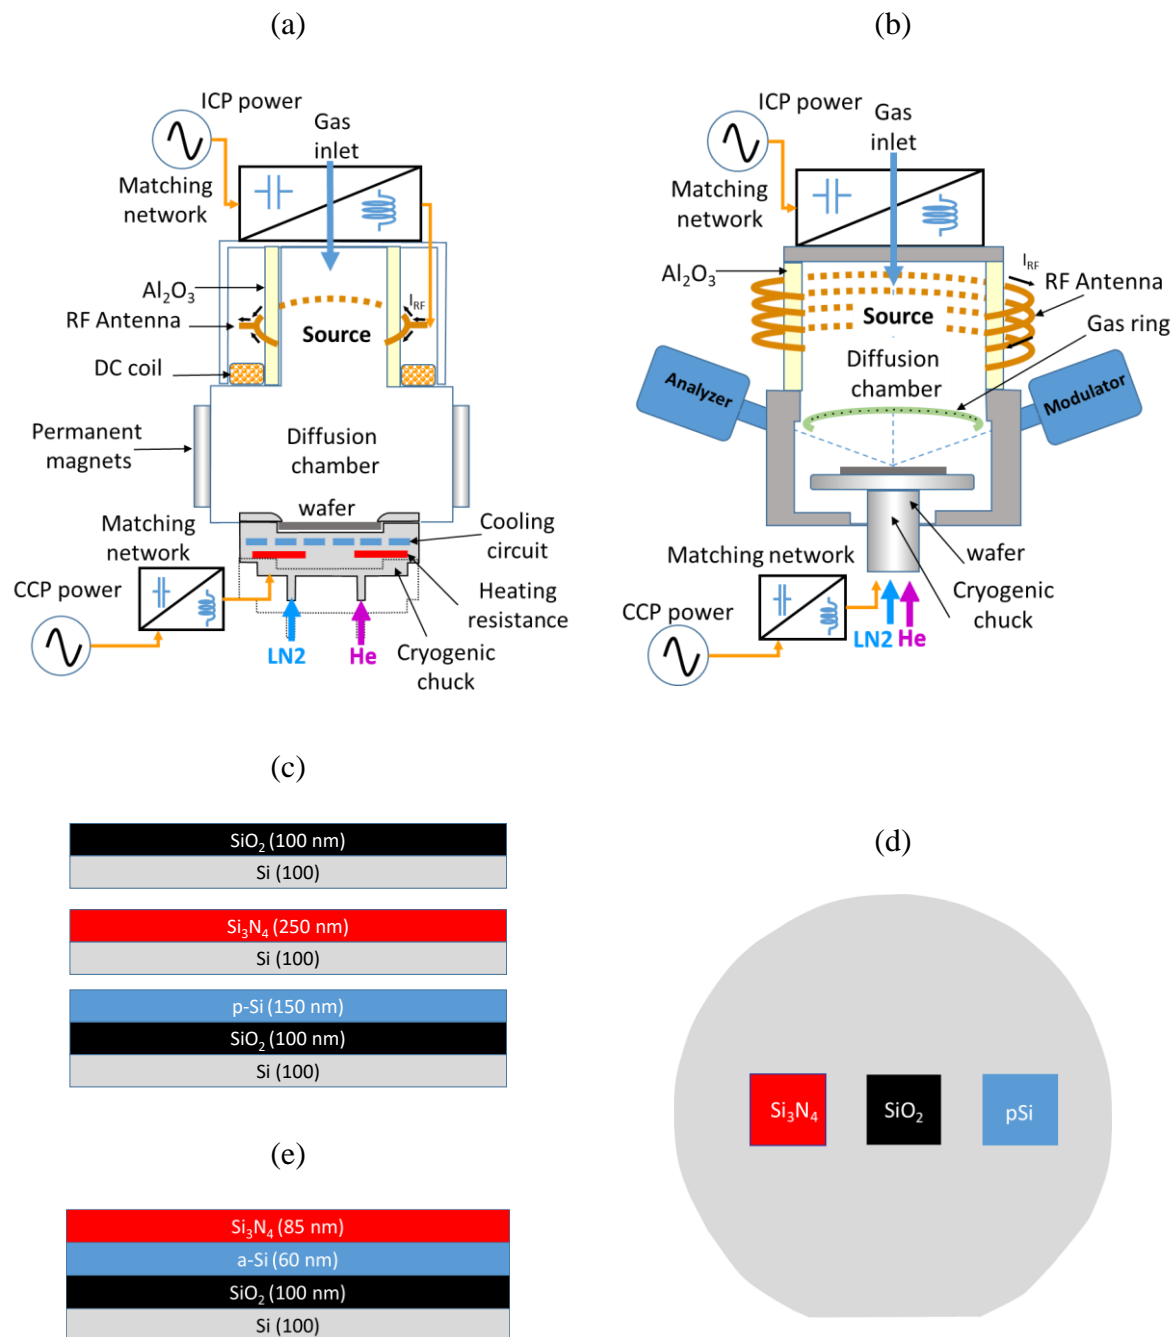 (a)
ICP power
Gas
inlet
Matching
network
Al₂O₃
I_RF
RF Antenna
Source
DC coil
Permanent
magnets
Diffusion
chamber
wafer
Matching
network
Cooling
circuit
CCP power
Heating
resistance
LN2
He
Cryogenic
chuck
(b)
ICP power
Gas
inlet
Matching
network
Al₂O₃
I_RF
RF Antenna
Source
Gas ring
Diffusion
chamber
Analyzer
Modulator
wafer
Matching network
Cryogenic
chuck
CCP power
LN2
He
(c)
SiO₂ (100 nm)
Si (100)
Si₃N₄ (250 nm)
Si (100)
p-Si (150 nm)
SiO₂ (100 nm)
Si (100)
(d)
Si₃N₄
SiO₂
pSi
(e)
Si₃N₄ (85 nm)
a-Si (60 nm)
SiO₂ (100 nm)
Si (100)